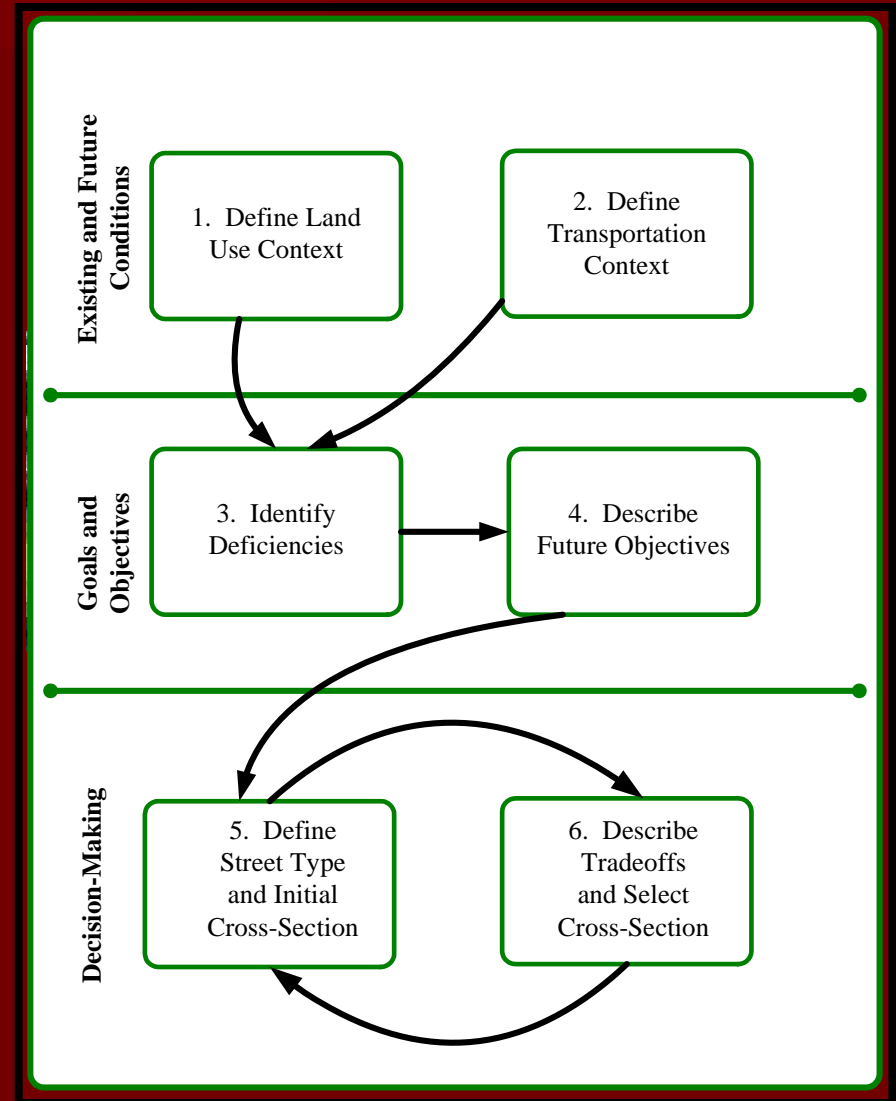 Existing and Future
Conditions
1. Define Land
Use Context
2. Define
Transportation
Context
Goals and
Objectives
3. Identify
Deficiencies
4. Describe
Future Objectives
Decision-Making
5. Define
Street Type
and Initial
Cross-Section
6. Describe
Tradeoffs
and Select
Cross-Section